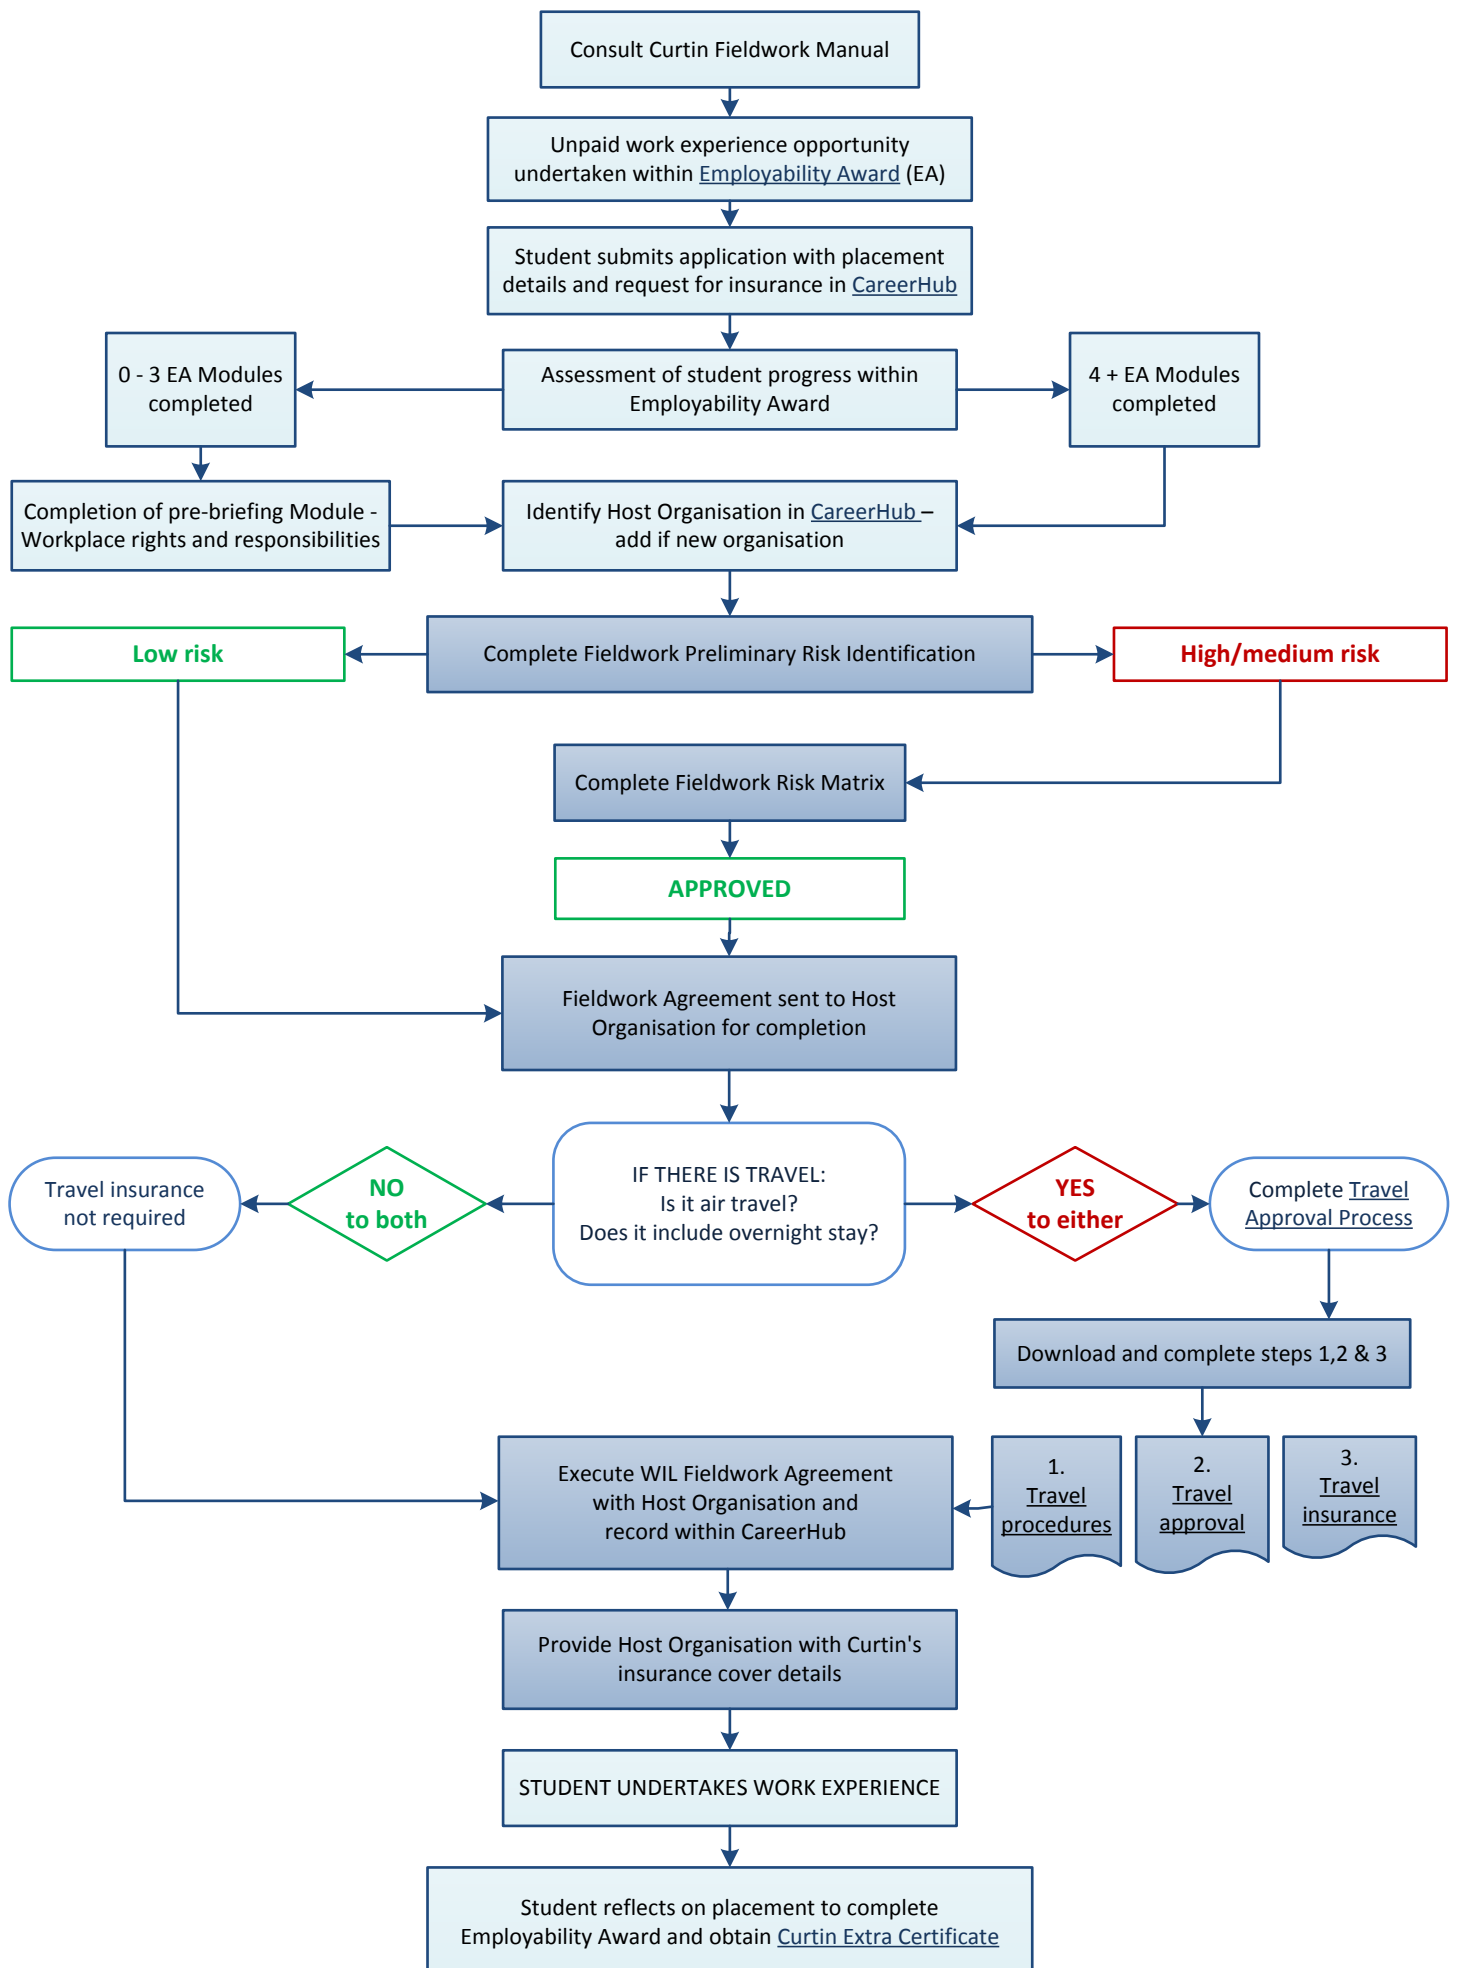 Consult Curtin Fieldwork Manual
Unpaid work experience opportunity
undertaken within Employability Award (EA)
Student submits application with placement
details and request for insurance in CareerHub
0 - 3 EA Modules
completed
Assessment of student progress within
Employability Award
4 + EA Modules
completed
Completion of pre-briefing Module -
Workplace rights and responsibilities
Identify Host Organisation in CareerHub –
add if new organisation
Low risk
Complete Fieldwork Preliminary Risk Identification
High/medium risk
Complete Fieldwork Risk Matrix
APPROVED
Fieldwork Agreement sent to Host
Organisation for completion
Travel insurance
not required
NO
to both
IF THERE IS TRAVEL:
Is it air travel?
Does it include overnight stay?
YES
to either
Complete Travel
Approval Process
Download and complete steps 1,2 & 3
Execute WIL Fieldwork Agreement
with Host Organisation and
record within CareerHub
1.
Travel
procedures
2.
Travel
approval
3.
Travel
insurance
Provide Host Organisation with Curtin's
insurance cover details
STUDENT UNDERTAKES WORK EXPERIENCE
Student reflects on placement to complete
Employability Award and obtain Curtin Extra Certificate